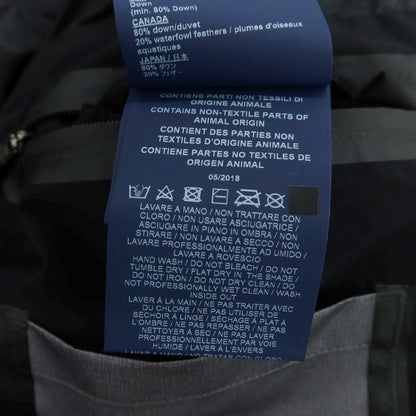 Down
(min. 80% Down)
CANADA
80% down/duvet
20% waterfowl feathers / plumes d'oiseaux
aquatiques
JAPAN / 日本
80% ダウン
20% フェザー
CONTIENE PARTI NON TESSILI DI
ORIGINE ANIMALE
CONTAINS NON-TEXTILE PARTS OF
ANIMAL ORIGIN
CONTIENT DES PARTIES NON
TEXTILES D'ORIGINE ANIMALE
CONTIENE PARTES NO TEXTILES DE
ORIGEN ANIMAL
05/2018
LAVARE A MANO / NON TRATTARE CON
CLORO / NON USARE ASCIUGATRICE /
ASCIUGARE IN PIANO IN OMBRA / NON
STIRARE / NON LAVARE A SECCO / NON
LAVARE PROFESSIONALMENTE AD UMIDO /
LAVARE A ROVESCIO
HAND WASH / DO NOT BLEACH / DO NOT
TUMBLE DRY / FLAT DRY IN THE SHADE /
DO NOT IRON / DO NOT DRY CLEAN / DO
NOT PROFESSIONALLY WET CLEAN / WASH
INSIDE OUT
LAVER À LA MAIN / NE PAS TRAITER AVEC
DU CHLORE / NE PAS UTILISER DE
SÉCHOIR À LINGE / SÉCHAGE À PLAT À
L'OMBRE / NE PAS REPASSER / NE PAS
NETTOYER A SEC / NE PAS LAVER
PROFESSIONNELLEMENT PAR VOIE
HUMIDE / LAVER À L'ENVERS
LAVAR A MANO / NO TRATAR CON CLORO /